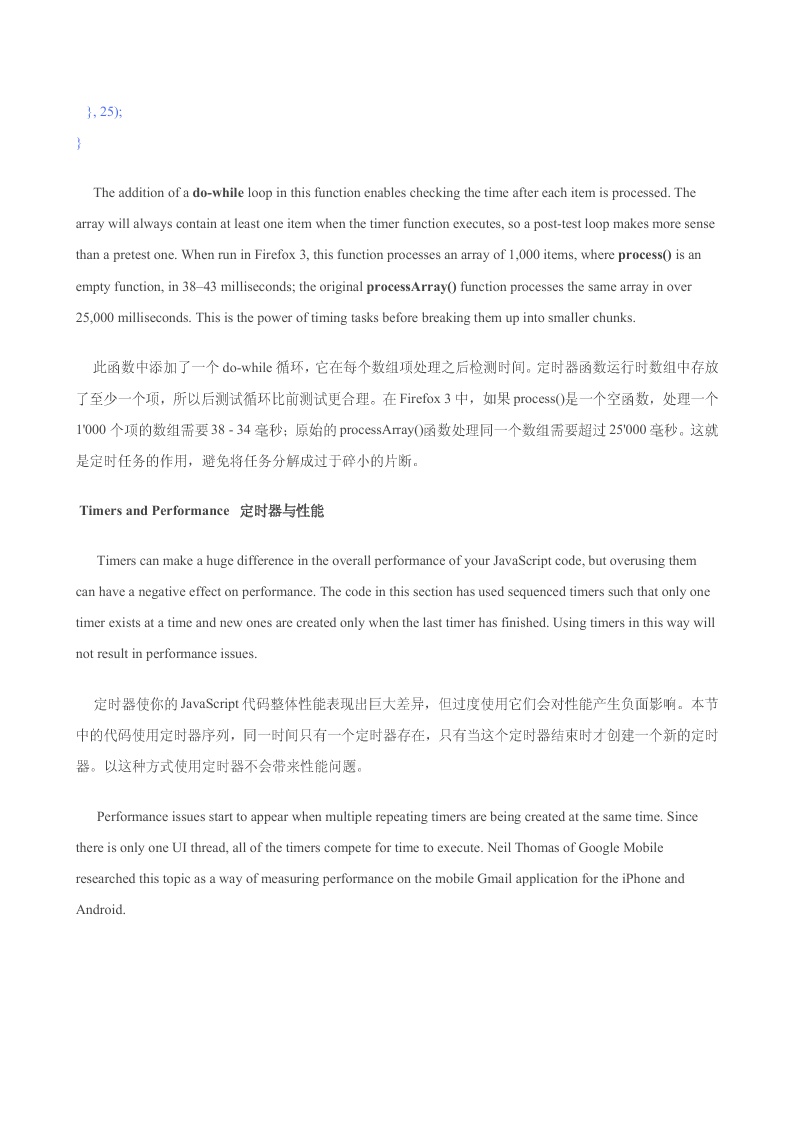 }, 25);
}
The addition of a do-while loop in this function enables checking the time after each item is processed. The
array will always contain at least one item when the timer function executes, so a post-test loop makes more sense
than a pretest one. When run in Firefox 3, this function processes an array of 1,000 items, where process() is an
empty function, in 38–43 milliseconds; the original processArray() function processes the same array in over
25,000 milliseconds. This is the power of timing tasks before breaking them up into smaller chunks.
此函数中添加了一个 do-while 循环，它在每个数组项处理之后检测时间。定时器函数运行时数组中存放
了至少一个项，所以后测试循环比前测试更合理。在 Firefox 3 中，如果 process()是一个空函数，处理一个
1'000 个项的数组需要 38 - 34 毫秒；原始的 processArray()函数处理同一个数组需要超过 25'000 毫秒。这就
是定时任务的作用，避免将任务分解成过于碎小的片断。
Timers and Performance 定时器与性能
Timers can make a huge difference in the overall performance of your JavaScript code, but overusing them
can have a negative effect on performance. The code in this section has used sequenced timers such that only one
timer exists at a time and new ones are created only when the last timer has finished. Using timers in this way will
not result in performance issues.
定时器使你的 JavaScript 代码整体性能表现出巨大差异，但过度使用它们会对性能产生负面影响。本节
中的代码使用定时器序列，同一时间只有一个定时器存在，只有当这个定时器结束时才创建一个新的定时
器。以这种方式使用定时器不会带来性能问题。
Performance issues start to appear when multiple repeating timers are being created at the same time. Since
there is only one UI thread, all of the timers compete for time to execute. Neil Thomas of Google Mobile
researched this topic as a way of measuring performance on the mobile Gmail application for the iPhone and
Android.